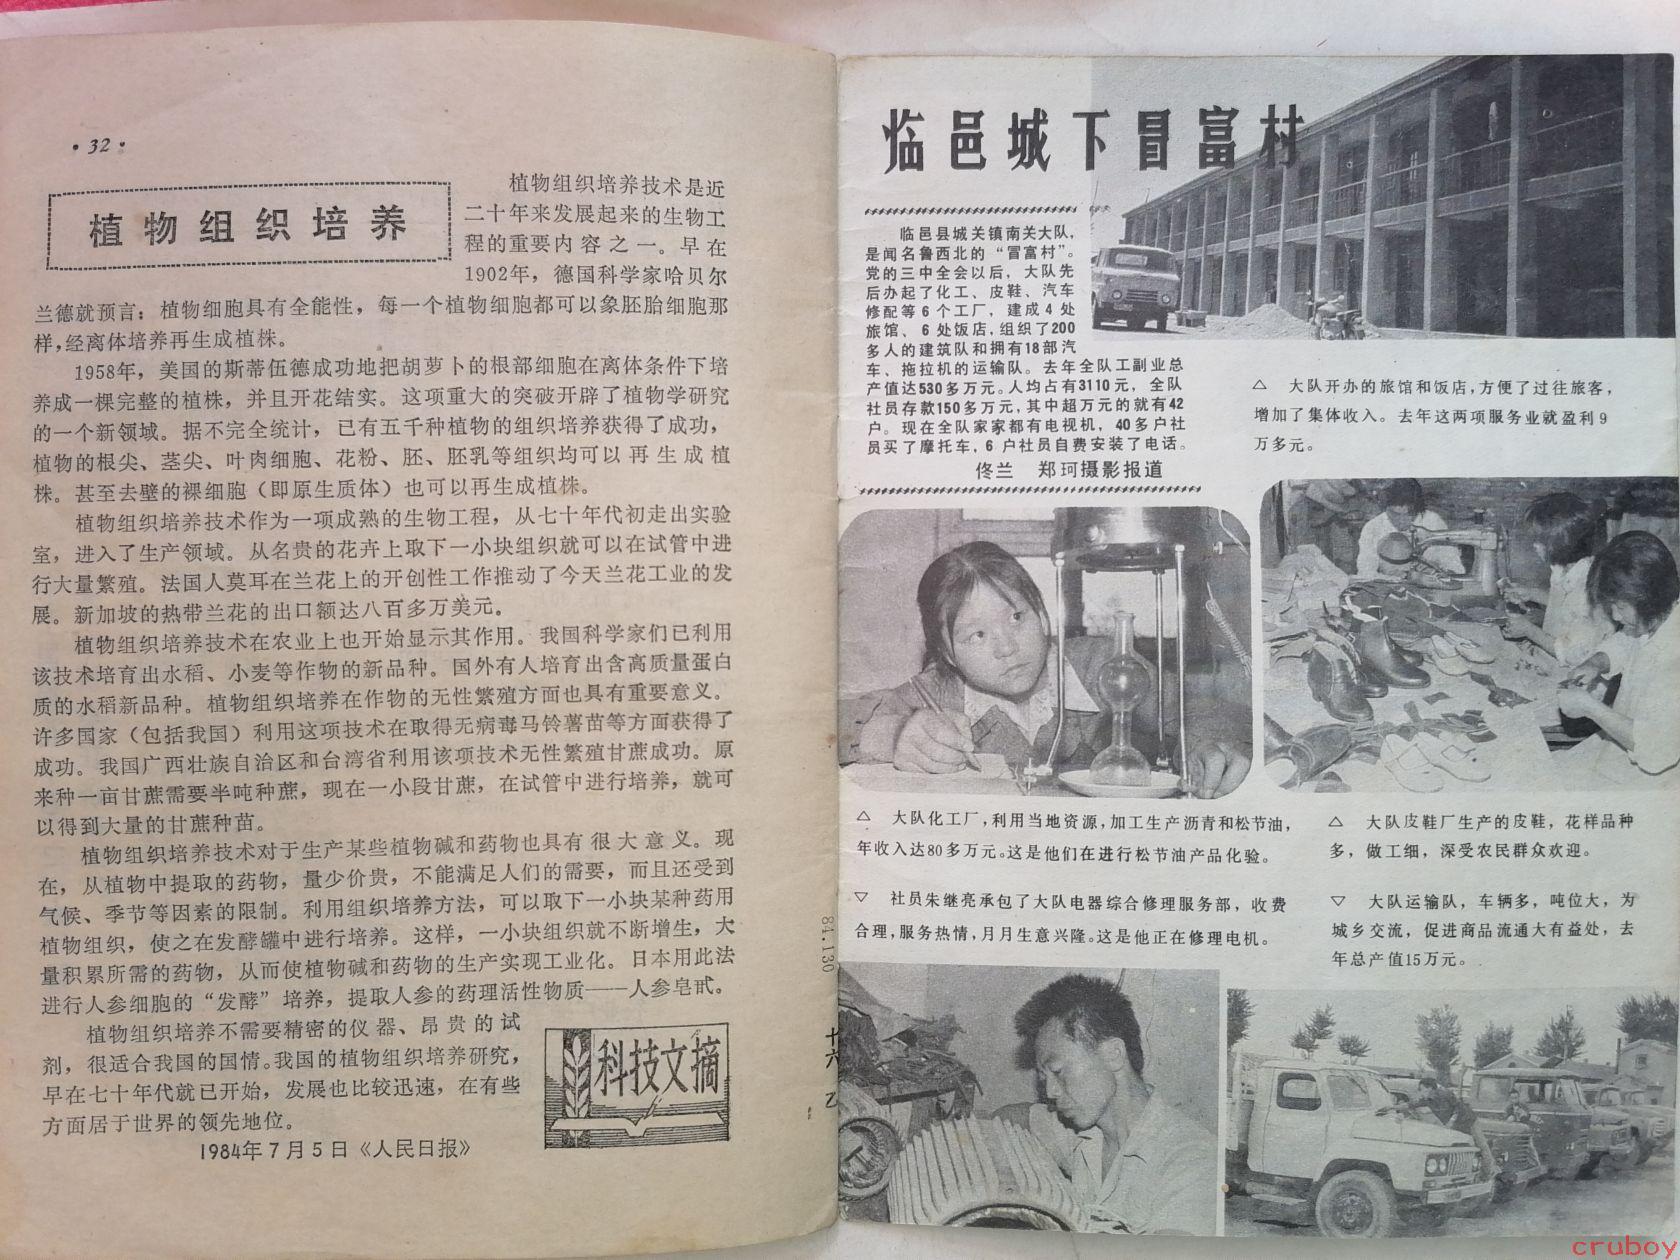 • 32 •
植物组织培养
植物组织培养技术是近
二十年来发展起来的生物工
程的重要内容之一。早在
1902年，德国科学家哈贝尔
兰德就预言：植物细胞具有全能性，每一个植物细胞都可以象胚胎细胞那
样，经离体培养再生成植株。
1958年，美国的斯蒂伍德成功地把胡萝卜的根部细胞在离体条件下培
养成一棵完整的植株，并且开花结实。这项重大的突破开辟了植物学研究
的一个新领域。据不完全统计，已有五千种植物的组织培养获得了成功，
植物的根尖、茎尖、叶肉细胞、花粉、胚、胚乳等组织均可以再生成植
株。甚至去壁的裸细胞（即原生质体）也可以再生成植株。
植物组织培养技术作为一项成熟的生物工程，从七十年代初走出实验
室，进入了生产领域。从名贵的花卉上取下一小块组织就可以在试管中进
行大量繁殖。法国人莫耳在兰花上的开创性工作推动了今天兰花工业的发
展。新加坡的热带兰花的出口额达八百多万美元。
植物组织培养技术在农业上也开始显示其作用。我国科学家们已利用
该技术培育出水稻、小麦等作物的新品种。国外有人培育出含高质量蛋白
质的水稻新品种。植物组织培养在作物的无性繁殖方面也具有重要意义。
许多国家（包括我国）利用这项技术在取得无病毒马铃薯苗等方面获得了
成功。我国广西壮族自治区和台湾省利用该项技术无性繁殖甘蔗成功。原
来种一亩甘蔗需要半吨种蔗，现在一小段甘蔗，在试管中进行培养，就可
以得到大量的甘蔗种苗。
植物组织培养技术对于生产某些植物碱和药物也具有很大意义。现
在，从植物中提取的药物，量少价贵，不能满足人们的需要，而且还受到
气候、季节等因素的限制。利用组织培养方法，可以取下一小块某种药用
植物组织，使之在发酵罐中进行培养。这样，一小块组织就不断增生，大
量积累所需的药物，从而使植物碱和药物的生产实现工业化。日本用此法
进行人参细胞的“发酵”培养，提取人参的药理活性物质——人参皂甙。
植物组织培养不需要精密的仪器、昂贵的试
剂，很适合我国的国情。我国的植物组织培养研究，
早在七十年代就已开始，发展也比较迅速，在有些
方面居于世界的领先地位。
1984年7月5日《人民日报》
科技文摘
84.130
十六
乙
临邑城下冒富村
临邑县城关镇南关大队，
是闻名鲁西北的“冒富村”。
党的三中全会以后，大队先
后办起了化工、皮鞋、汽车
修配等6个工厂，建成4处
旅馆、6处饭店，组织了200
多人的建筑队和拥有18部汽
车、拖拉机的运输队。去年全队工副业总
产值达530多万元。人均占有3110元，全队
社员存款150多万元，其中超万元的就有42
户。现在全队家家都有电视机，40多户社
员买了摩托车，6户社员自费安装了电话。
佟兰 郑珂摄影报道
△ 大队开办的旅馆和饭店，方便了过往旅客，
增加了集体收入。去年这两项服务业就盈利9
万多元。
△ 大队化工厂，利用当地资源，加工生产沥青和松节油，
年收入达80多万元。这是他们在进行松节油产品化验。
△ 大队皮鞋厂生产的皮鞋，花样品种
多，做工细，深受农民群众欢迎。
▽ 社员朱继亮承包了大队电器综合修理服务部，收费
合理，服务热情，月月生意兴隆。这是他正在修理电机。
▽ 大队运输队，车辆多，吨位大，为
城乡交流，促进商品流通大有益处，去
年总产值15万元。
cruboy